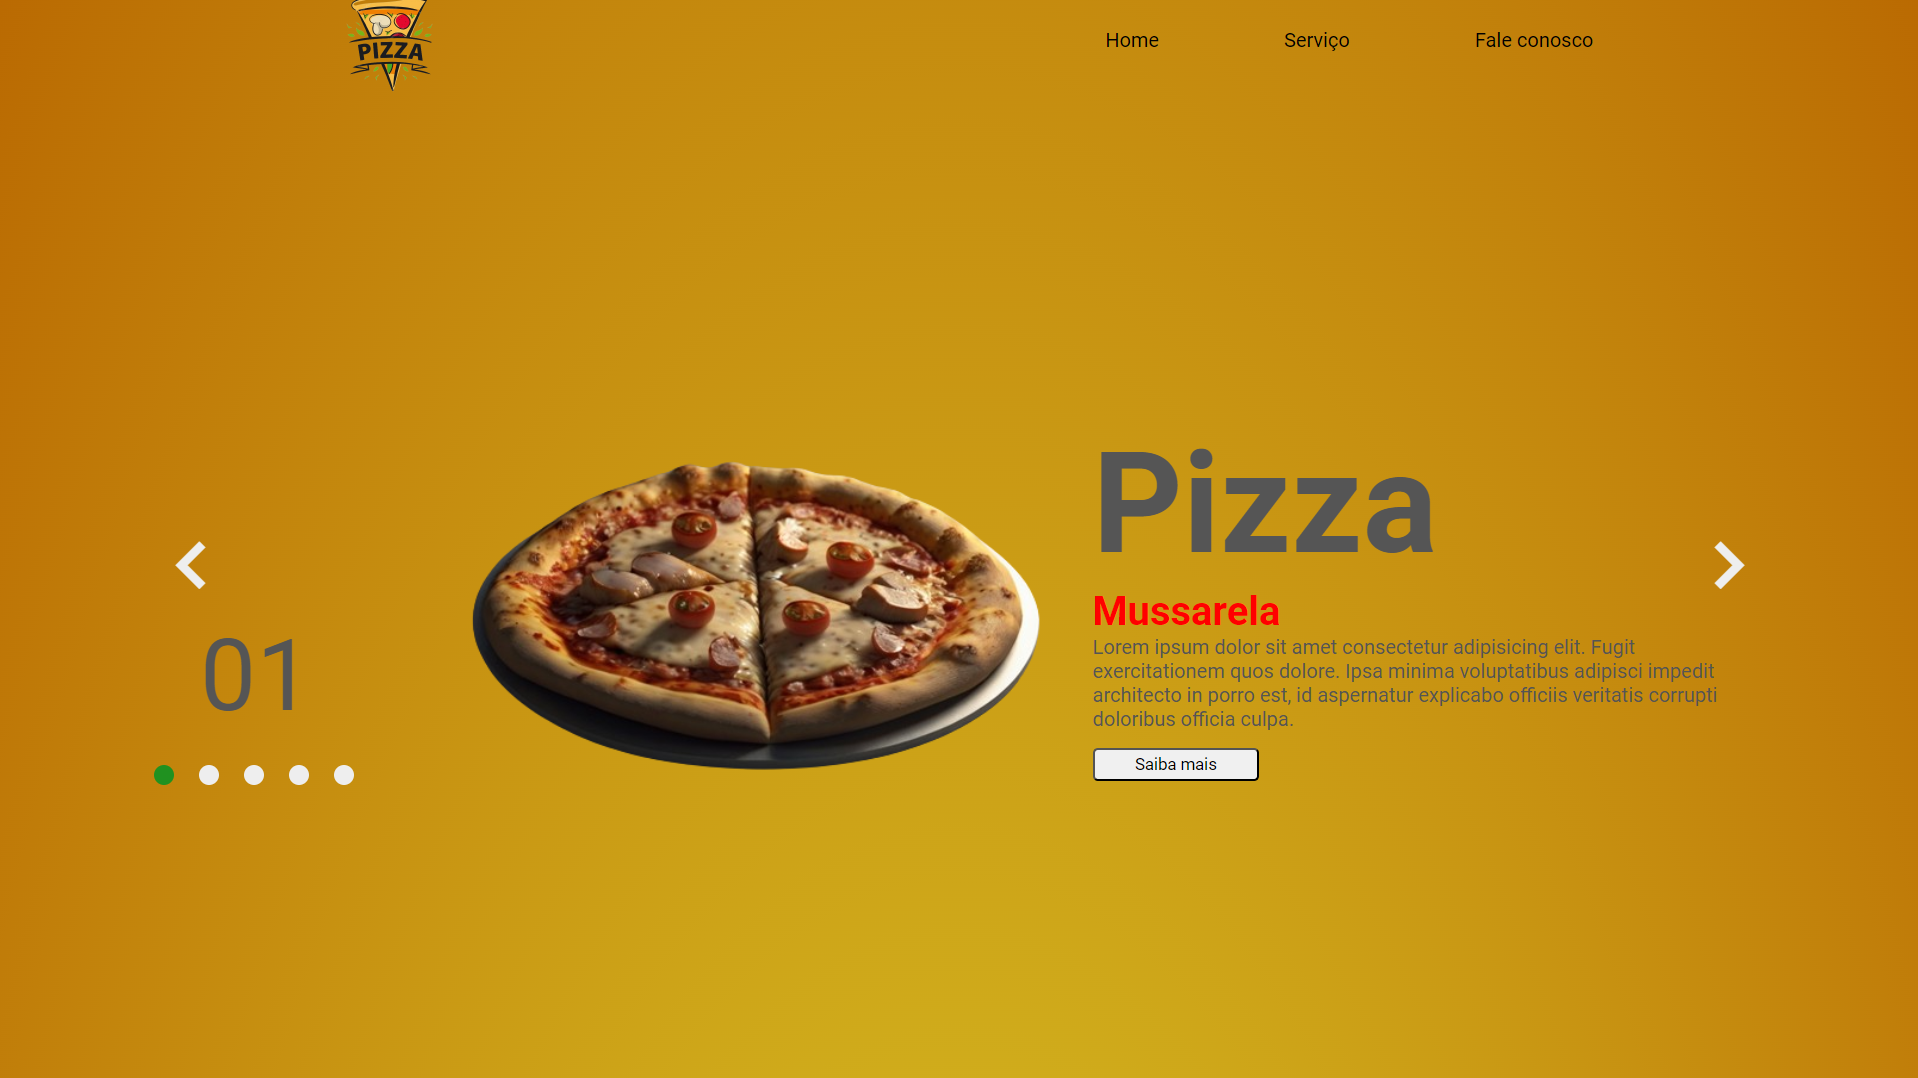 PIZZA
Home
Serviço
Fale conosco
Pizza
Mussarela
Lorem ipsum dolor sit amet consectetur adipisicing elit. Fugit
exercitationem quos dolore. Ipsa minima voluptatibus adipisci impedit
architecto in porro est, id aspernatur explicabo officiis veritatis corrupti
doloribus officia culpa.
Saiba mais
01